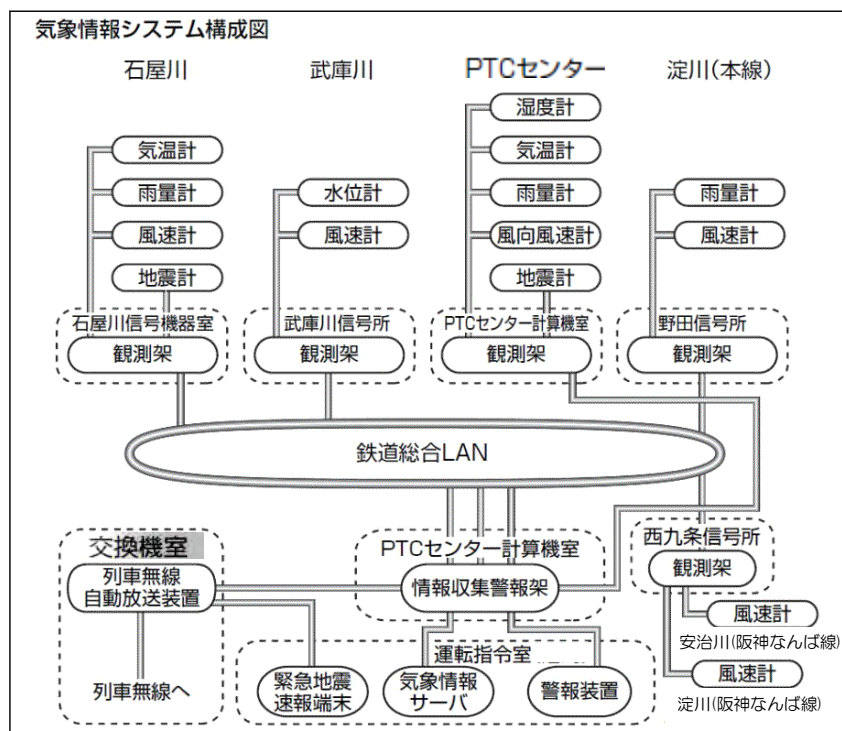 気象情報システム構成図
石屋川
武庫川
PTCセンター
淀川(本線)
湿度計
気温計
気温計
雨量計
水位計
雨量計
雨量計
風速計
風速計
風向風速計
風速計
地震計
地震計
石屋川信号機器室
武庫川信号所
PTCセンター計算機室
野田信号所
観測架
観測架
観測架
観測架
鉄道総合LAN
交換機室
PTCセンター計算機室
西九条信号所
列車無線
自動放送装置
情報収集警報架
観測架
風速計
安治川(阪神なんば線)
運転指令室
列車無線へ
緊急地震
速報端末
気象情報
サーバ
警報装置
風速計
淀川(阪神なんば線)